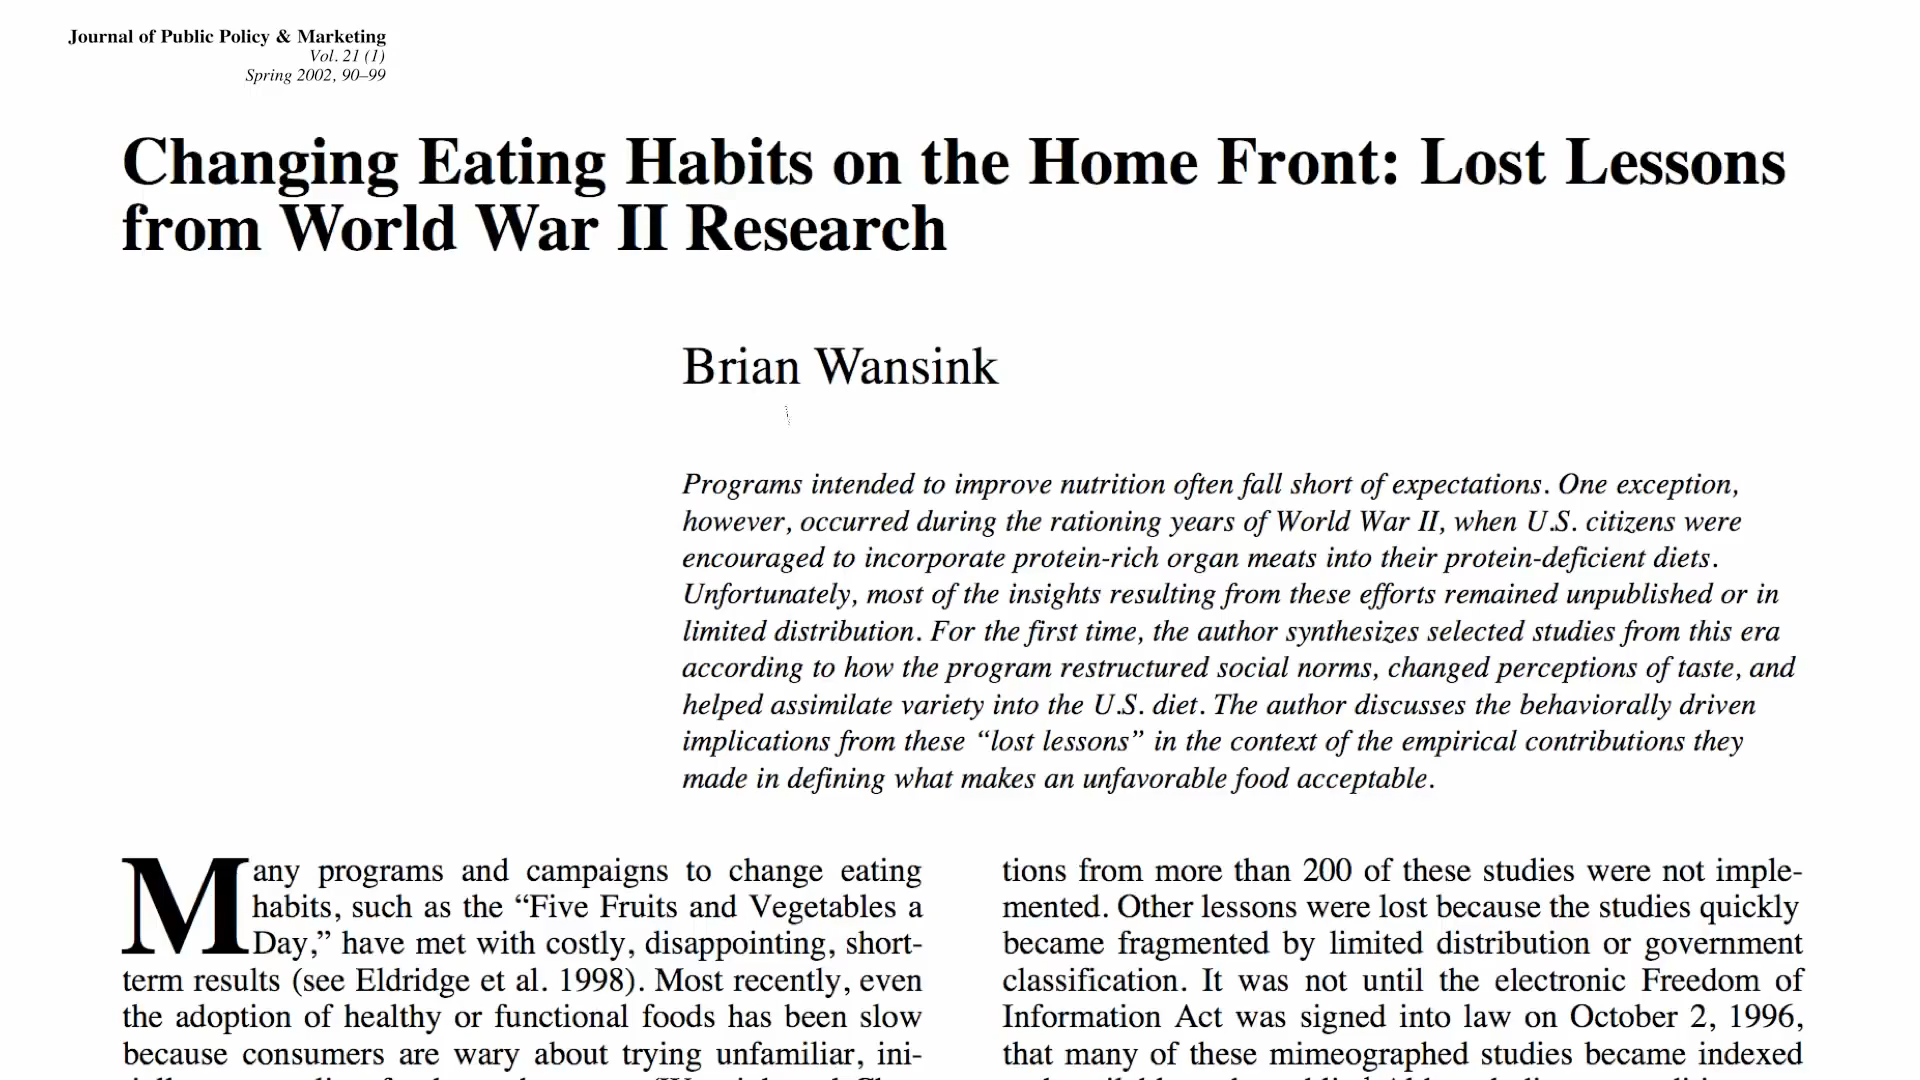 Journal of Public Policy & Marketing
Vol. 21 (1)
Spring 2002, 90–99
Changing Eating Habits on the Home Front: Lost Lessons
from World War II Research
Brian Wansink
Programs intended to improve nutrition often fall short of expectations. One exception,
however, occurred during the rationing years of World War II, when U.S. citizens were
encouraged to incorporate protein-rich organ meats into their protein-deficient diets.
Unfortunately, most of the insights resulting from these efforts remained unpublished or in
limited distribution. For the first time, the author synthesizes selected studies from this era
according to how the program restructured social norms, changed perceptions of taste, and
helped assimilate variety into the U.S. diet. The author discusses the behaviorally driven
implications from these “lost lessons” in the context of the empirical contributions they
made in defining what makes an unfavorable food acceptable.
Many programs and campaigns to change eating
habits, such as the “Five Fruits and Vegetables a
Day,” have met with costly, disappointing, short-
term results (see Eldridge et al. 1998). Most recently, even
the adoption of healthy or functional foods has been slow
because consumers are wary about trying unfamiliar, ini-
tions from more than 200 of these studies were not imple-
mented. Other lessons were lost because the studies quickly
became fragmented by limited distribution or government
classification. It was not until the electronic Freedom of
Information Act was signed into law on October 2, 1996,
that many of these mimeographed studies became indexed